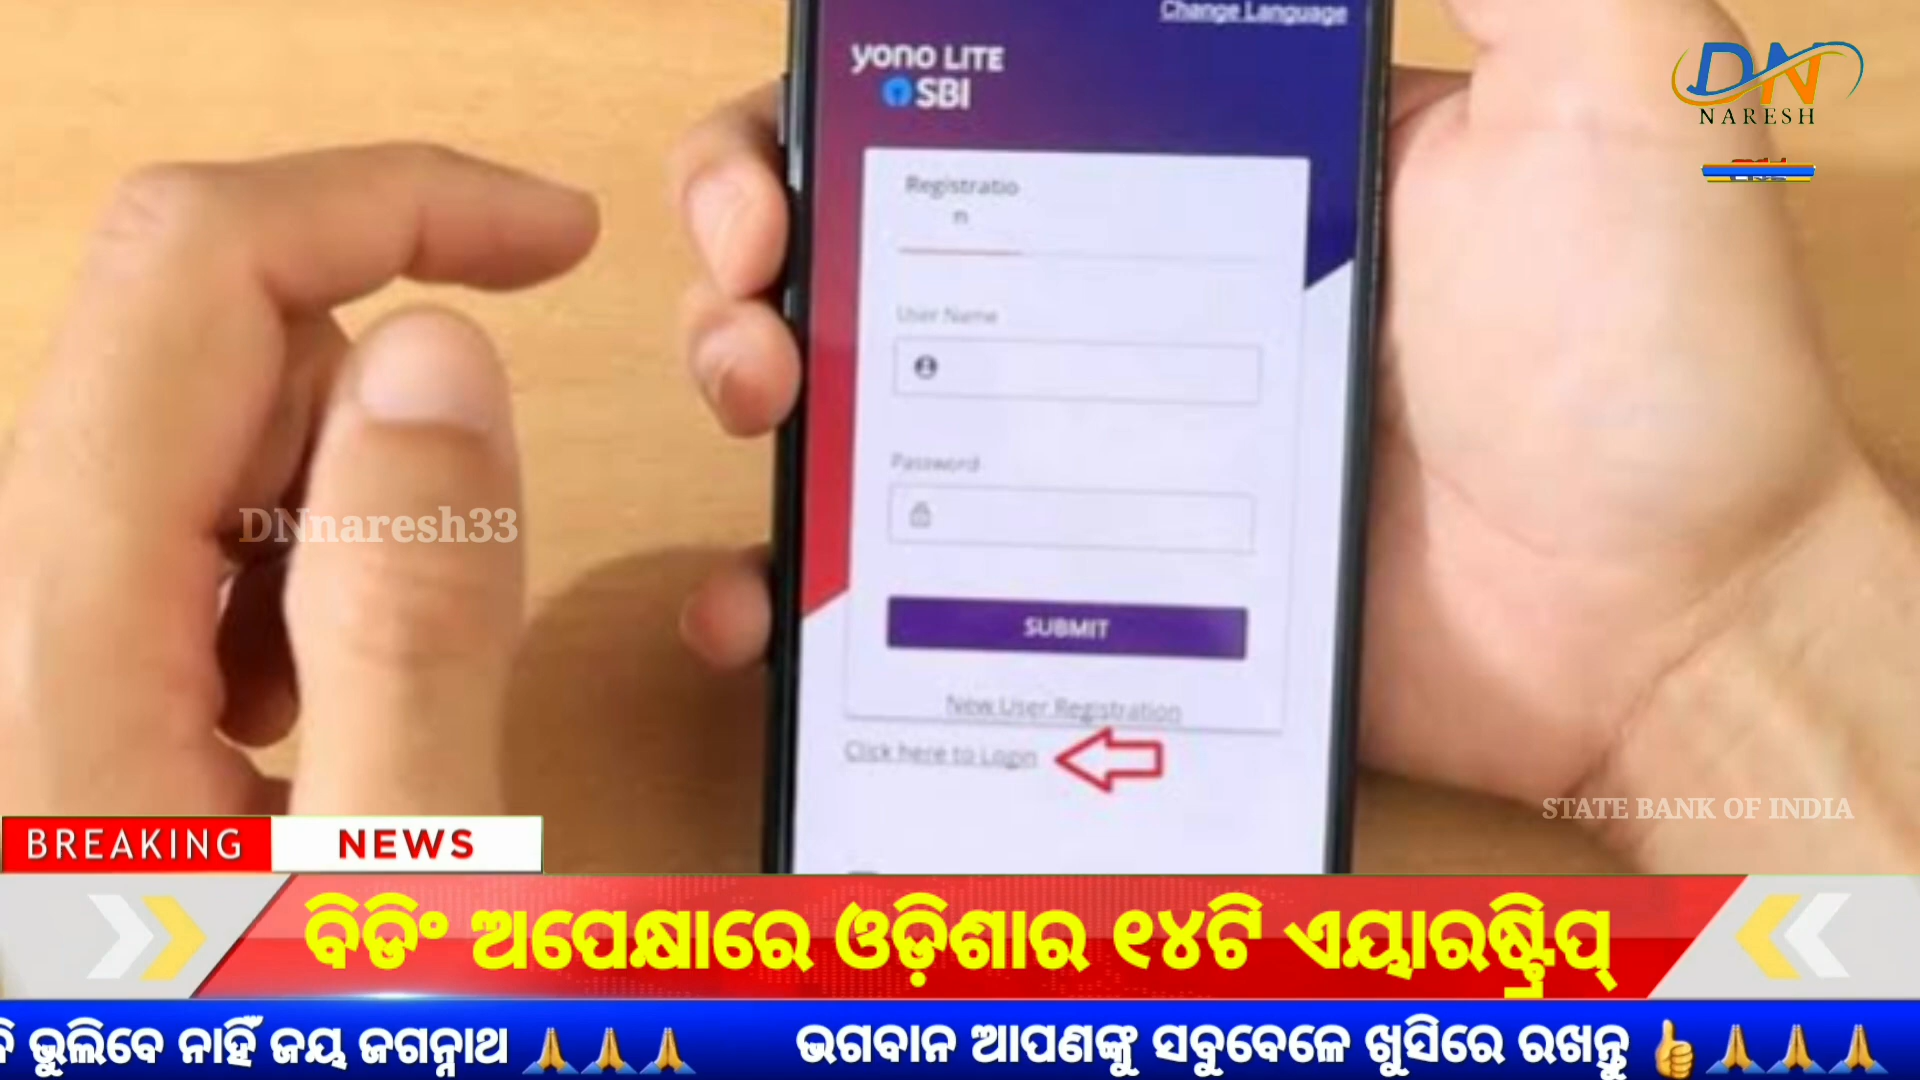 Change Language
yono LITE
SBI
DN
NARESH
Registratio
n
User Name
Password
DNnaresh33
SUBMIT
New User Registration
Click here to Login
STATE BANK OF INDIA
BREAKING NEWS
ବିଡିଂ ଅପେକ୍ଷାରେ ଓଡ଼ିଶାର ୧୪ଟି ଏୟାରଷ୍ଟ୍ରିପ୍
ଭୁଲିବେ ନାହିଁ ଜୟ ଜଗନ୍ନାଥ 🙏🙏🙏 ଭଗବାନ ଆପଣଙ୍କୁ ସବୁବେଳେ ଖୁସିରେ ରଖନ୍ତୁ 👍🙏🙏🙏